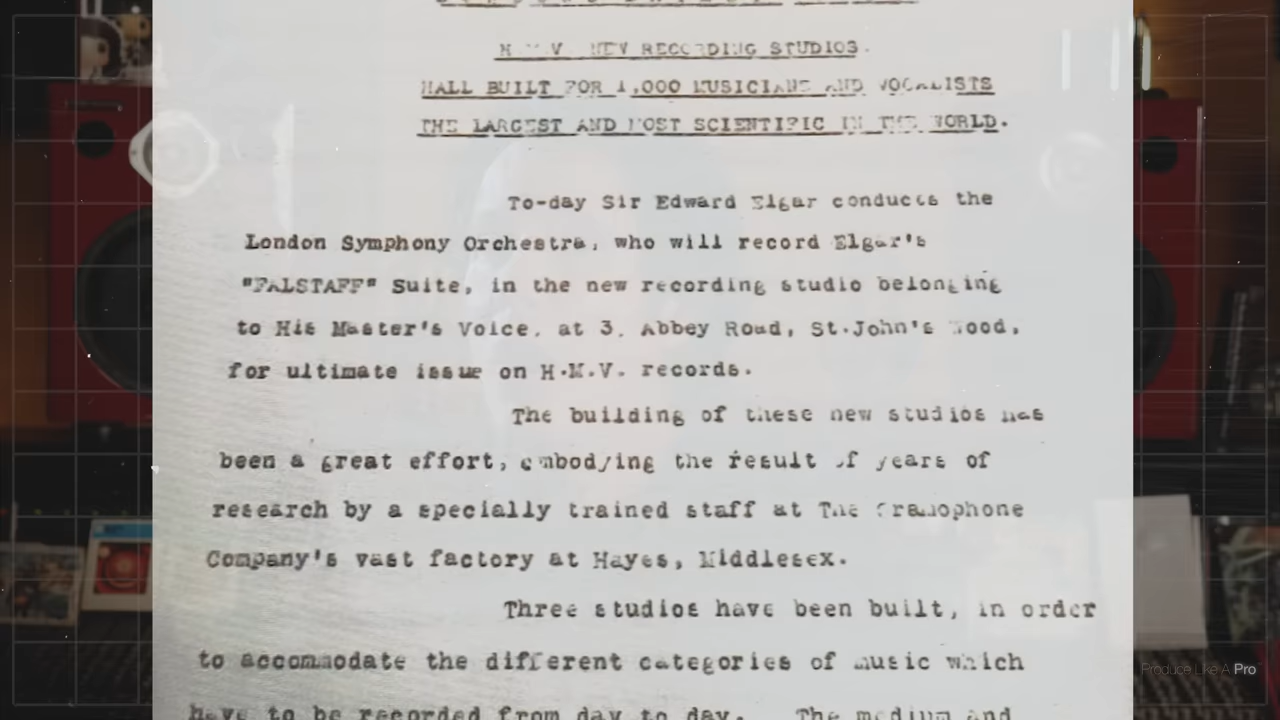 H.M.V. NEW RECORDING STUDIOS.
HALL BUILT FOR 1,000 MUSICIANS AND VOCALISTS
THE LARGEST AND MOST SCIENTIFIC IN THE WORLD.
To-day Sir Edward Elgar conducts the
London Symphony Orchestra, who will record Elgar's
"FALSTAFF" Suite, in the new recording studio belonging
to His Master's Voice, at 3, Abbey Road, St.John's Wood,
for ultimate issue on H.M.V. records.
The building of these new studios has
been a great effort, embodying the result of years of
research by a specially trained staff at The Gramophone
Company's vast factory at Hayes, Middlesex.
Three studios have been built, in order
to accommodate the different categories of music which
have to be recorded from day to day. The medium and
Produce Like A Pro